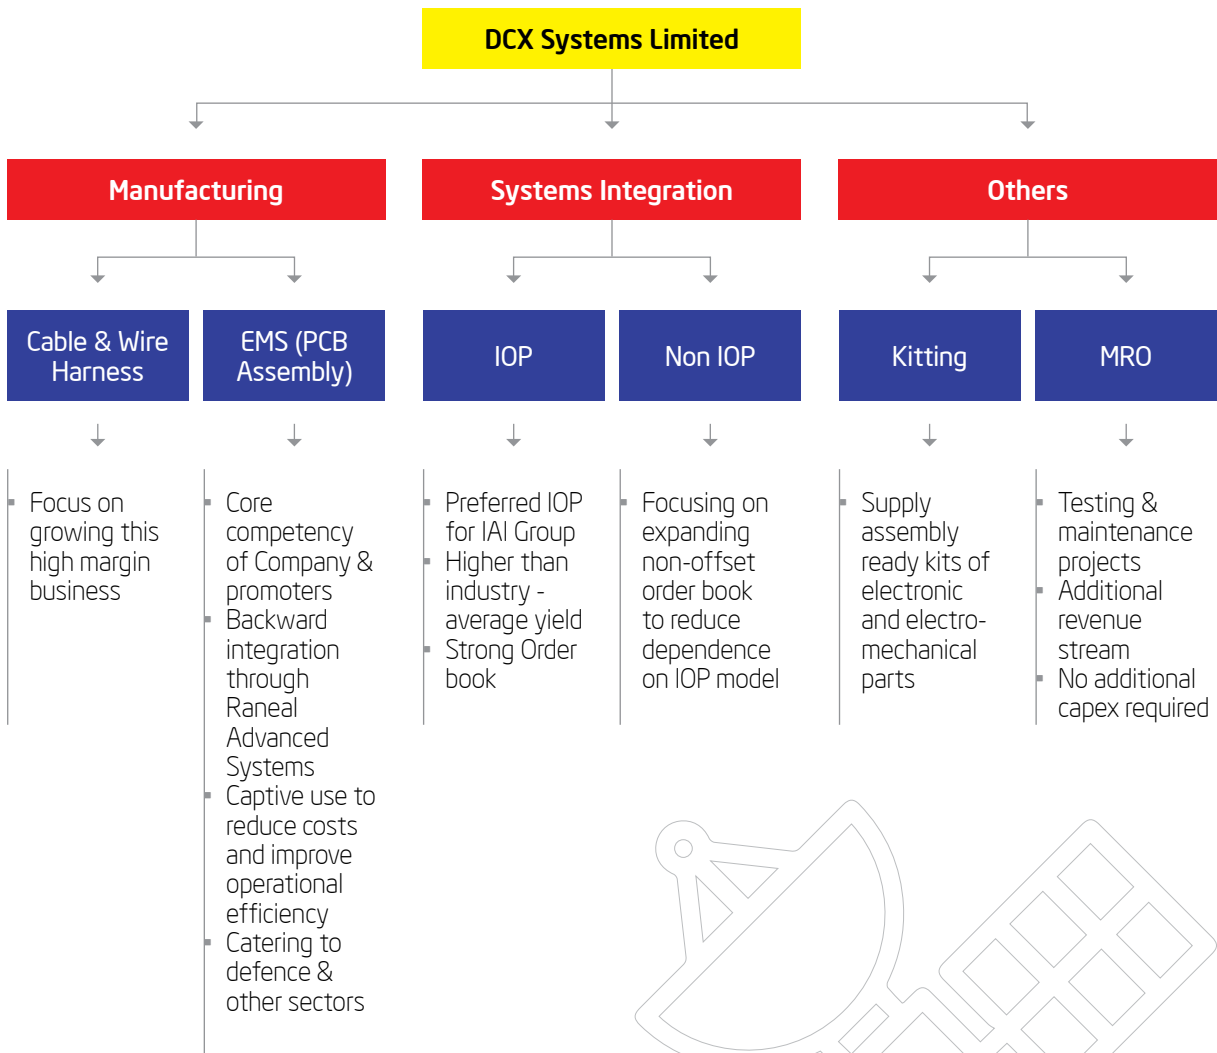 DCX Systems Limited
Manufacturing
Systems Integration
Others
Cable & Wire
Harness
EMS (PCB
Assembly)
IOP
Non IOP
Kitting
MRO
▪ Focus on
growing this
high margin
business
▪ Core
competency
of Company &
promoters
▪ Backward
integration
through
Raneal
Advanced
Systems
▪ Captive use to
reduce costs
and improve
operational
efficiency
▪ Catering to
defence &
other sectors
▪ Preferred IOP
for IAI Group
▪ Higher than
industry -
average yield
▪ Strong Order
book
▪ Focusing on
expanding
non-offset
order book
to reduce
dependence
on IOP model
▪ Supply
assembly
ready kits of
electronic
and electro-
mechanical
parts
▪ Testing &
maintenance
projects
▪ Additional
revenue
stream
▪ No additional
capex required